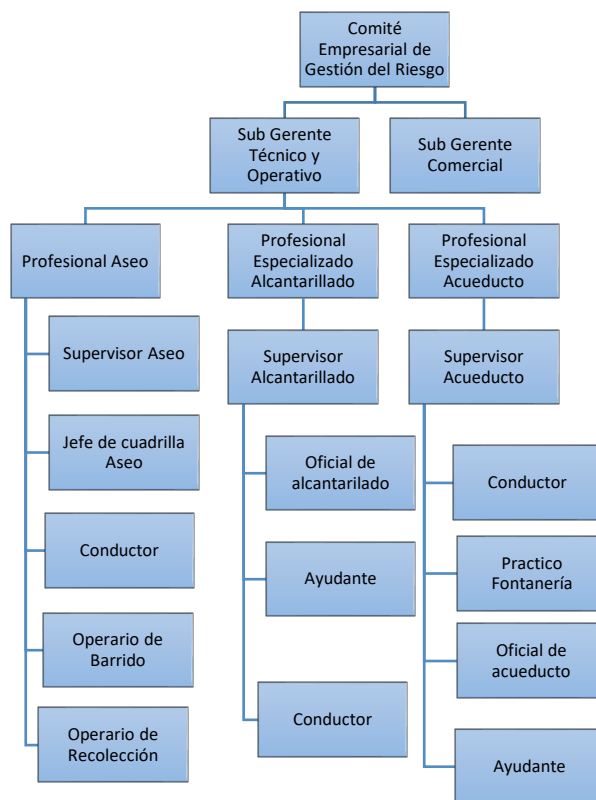 Comité
Empresarial de
Gestión del Riesgo
Sub Gerente
Técnico y
Operativo
Sub Gerente
Comercial
Profesional Aseo
Profesional
Especializado
Alcantarillado
Profesional
Especializado
Acueducto
Supervisor Aseo
Jefe de cuadrilla
Aseo
Conductor
Operario de
Barrido
Operario de
Recolección
Supervisor
Alcantarillado
Oficial de
alcantarilado
Ayudante
Conductor
Supervisor
Acueducto
Conductor
Practico
Fontanería
Oficial de
acueducto
Ayudante